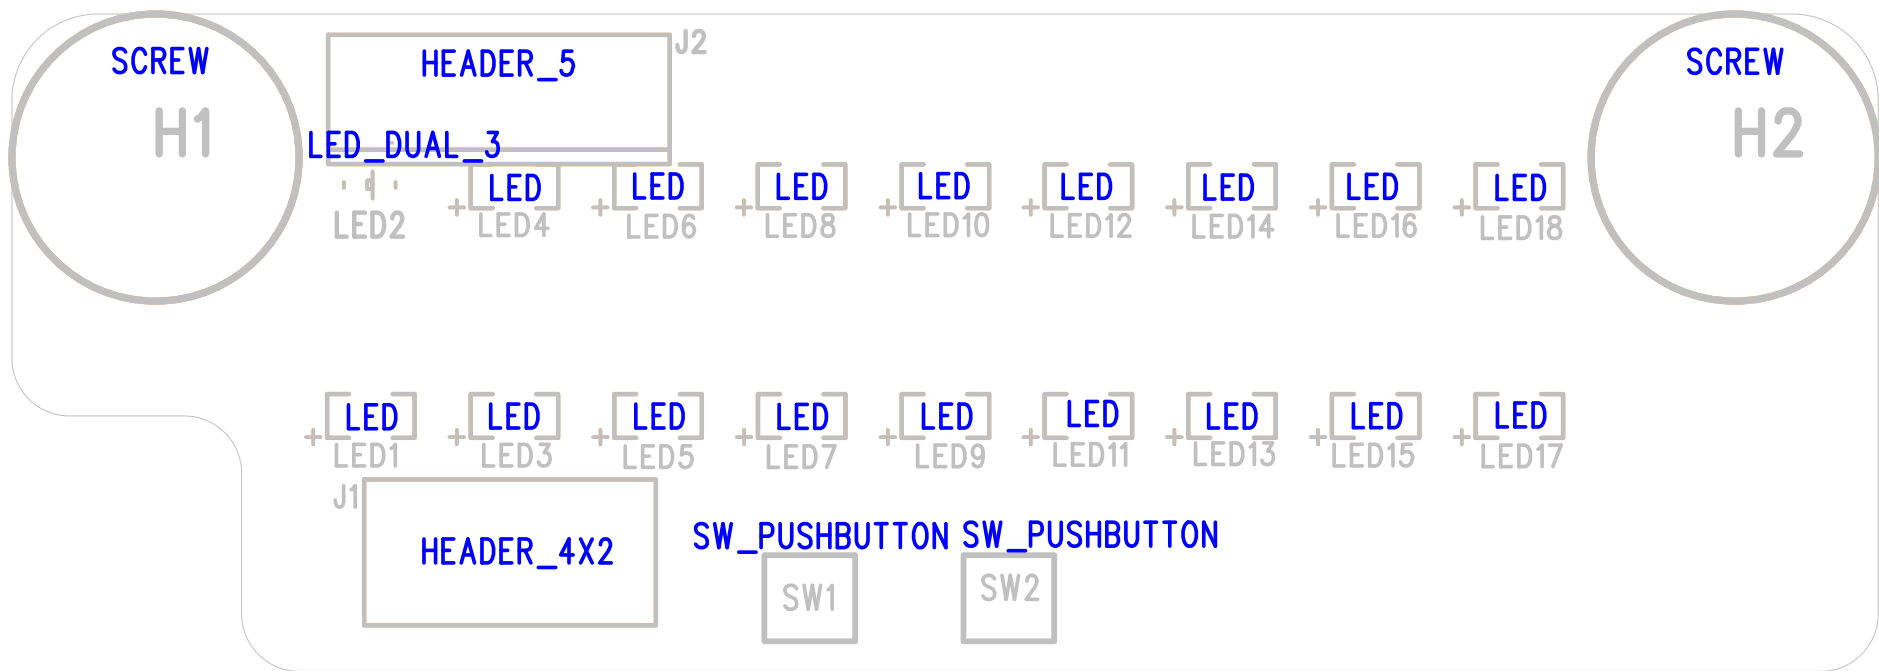 SCREW
HEADER_5
J2
SCREW
H1
H2
LED_DUAL_3
LED LED LED LED LED LED LED LED
LED2 LED4 LED6 LED8 LED10 LED12 LED14 LED16 LED18
LED LED LED LED LED LED LED LED LED
LED1 LED3 LED5 LED7 LED9 LED11 LED13 LED15 LED17
J1
HEADER_4X2
SW_PUSHBUTTON SW_PUSHBUTTON
SW1 SW2